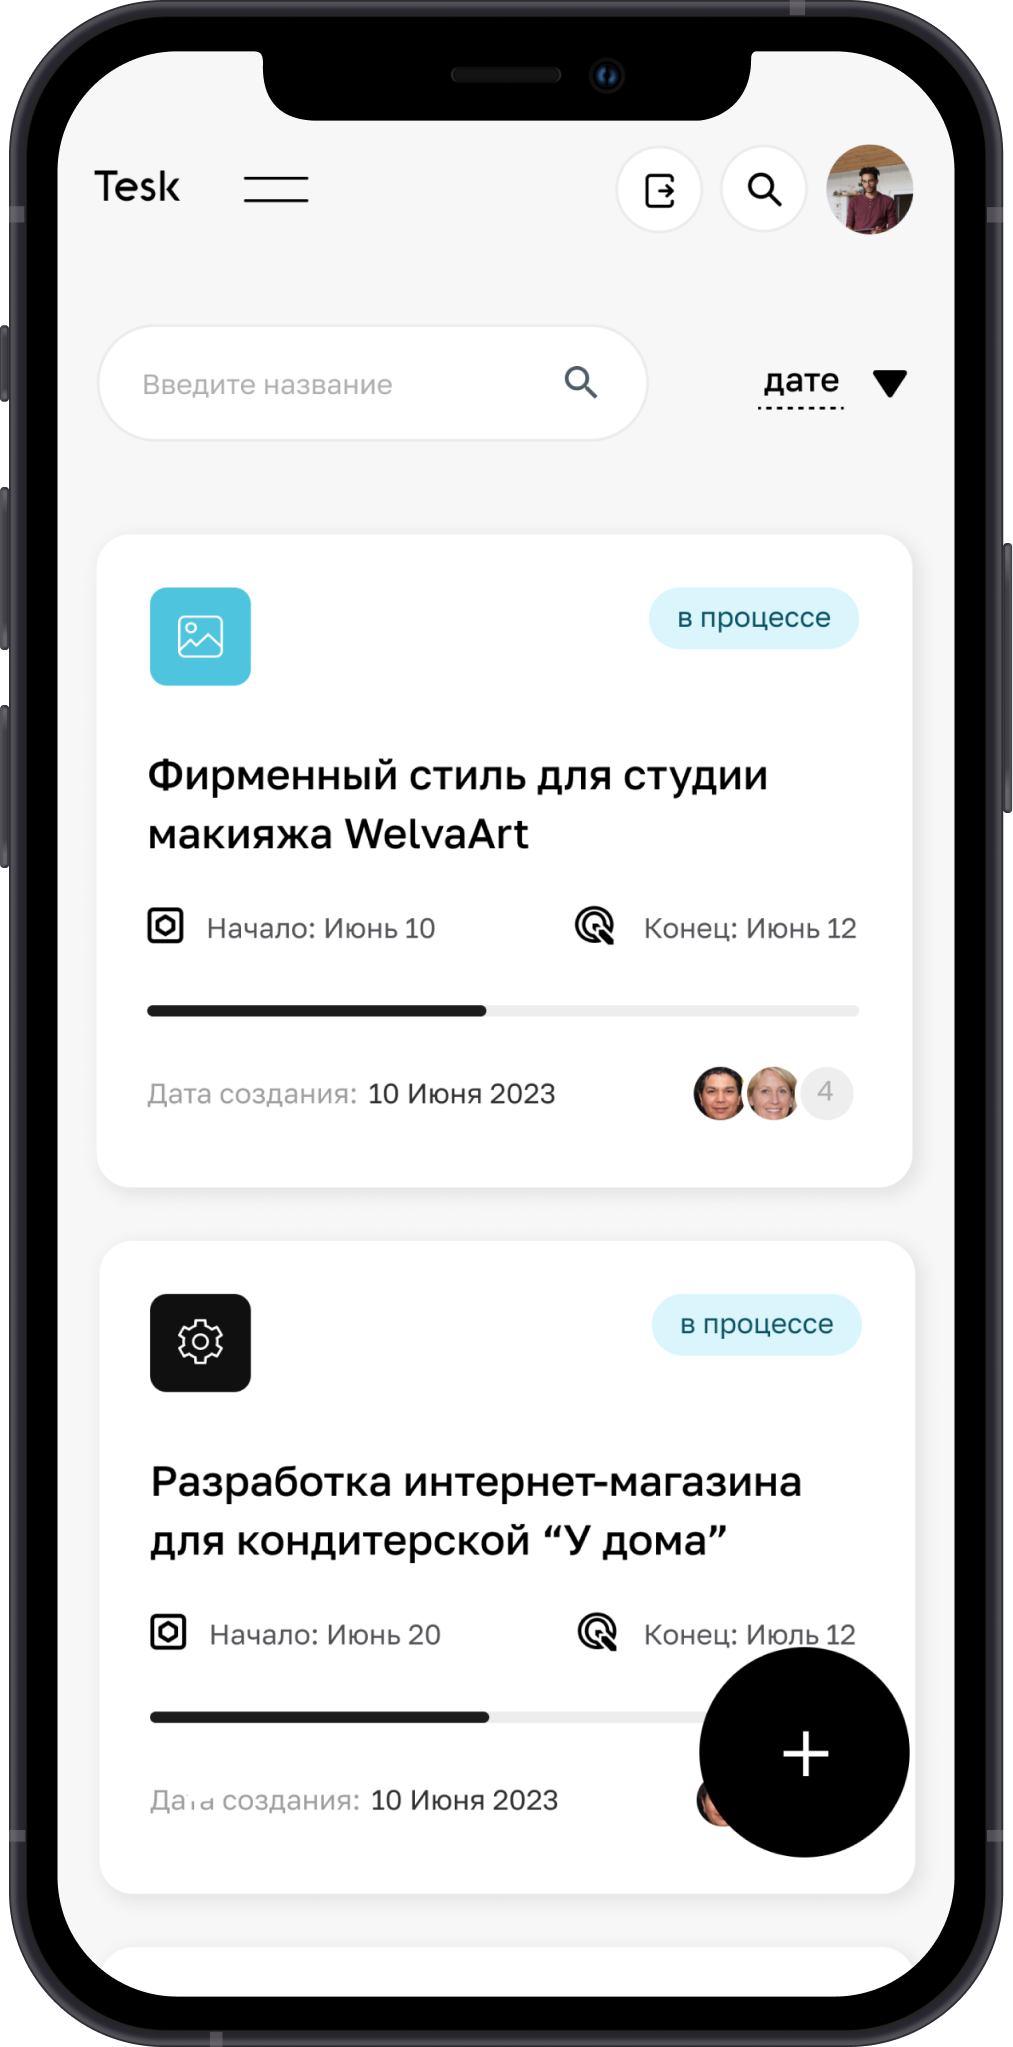 Tesk
Введите название
дате
в процессе
Фирменный стиль для студии
макияжа WelvaArt
Начало: Июнь 10
Конец: Июнь 12
Дата создания: 10 Июня 2023
4
в процессе
Разработка интернет-магазина
для кондитерской “У дома”
Начало: Июнь 20
Конец: Июль 12
Дата создания: 10 Июня 2023